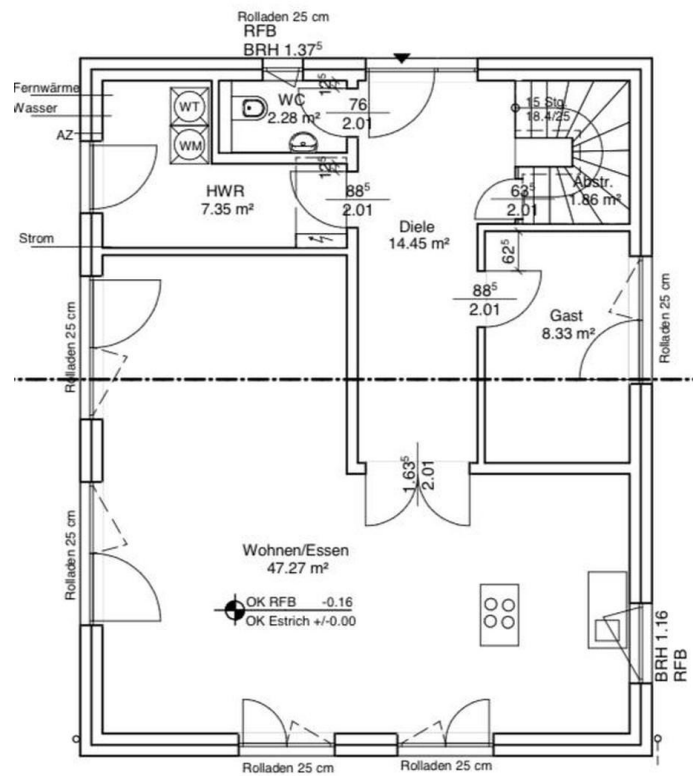 Rolladen 25 cm
RFB
BRH 1.37⁵
Fernwärme
Wasser
AZ
WT
WM
WC
2.28 m²
12⁵
76
2.01
15 Stg.
18.4/25
12⁵
HWR
7.35 m²
88⁵
2.01
63⁵
2.01
Abstr.
1.86 m²
Diele
14.45 m²
Strom
62⁵
88⁵
2.01
Gast
8.33 m²
Rolladen 25 cm
Rolladen 25 cm
1.63⁵
2.01
Rolladen 25 cm
Wohnen/Essen
47.27 m²
OK RFB -0.16
OK Estrich +/-0.00
BRH 1.16
RFB
Rolladen 25 cm
Rolladen 25 cm